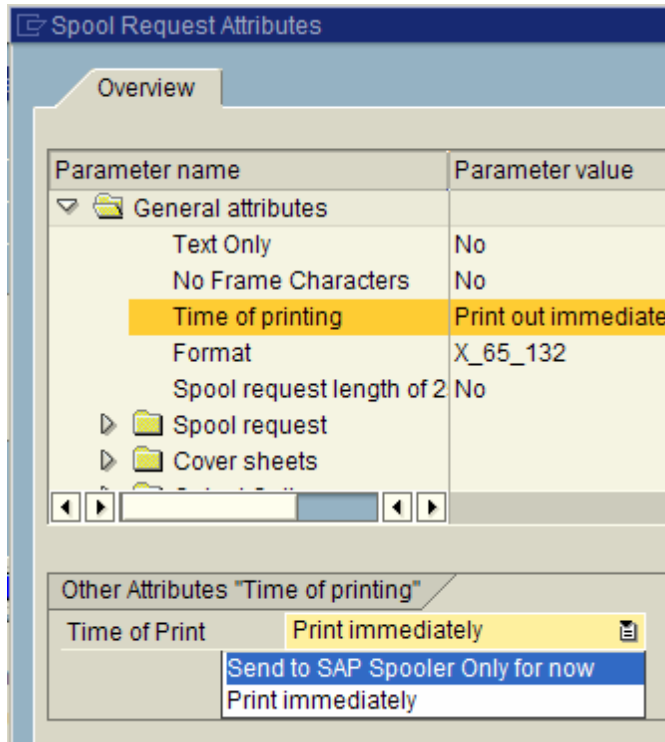 Spool Request Attributes
Overview
Parameter name Parameter value
General attributes
Text Only No
No Frame Characters No
Time of printing Print out immediate
Format X_65_132
Spool request length of 2 No
Spool request
Cover sheets
Other Attributes "Time of printing"
Time of Print Print immediately
Send to SAP Spooler Only for now
Print immediately